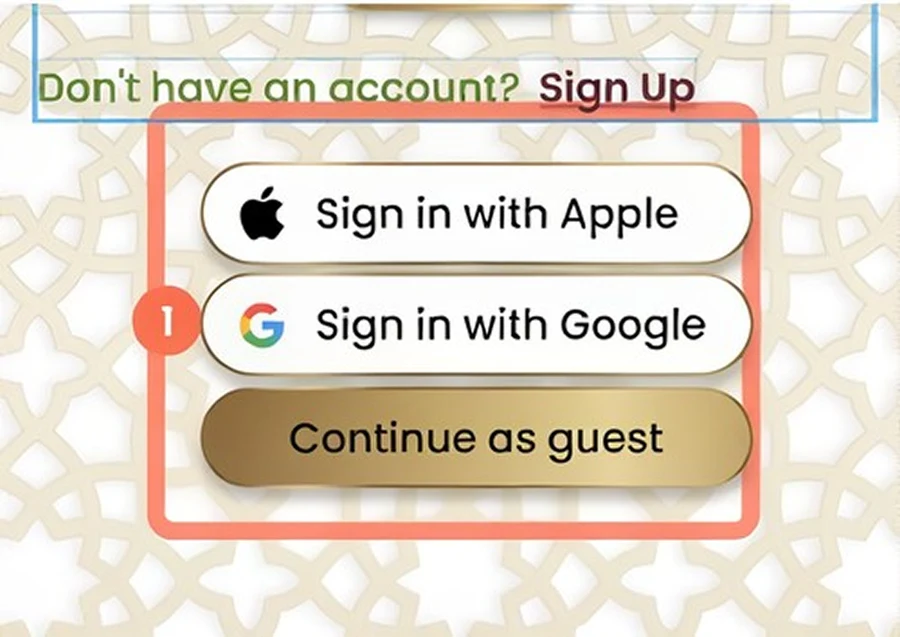 Don't have an account? Sign Up
Sign in with Apple
1
Sign in with Google
Continue as guest